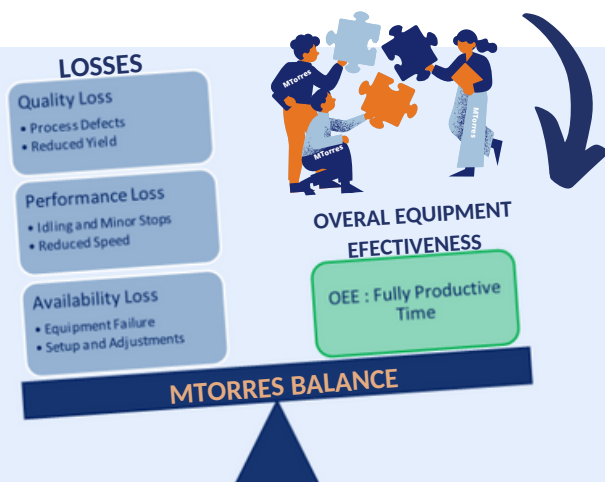 LOSSES
Quality Loss
• Process Defects
• Reduced Yield
Performance Loss
• Idling and Minor Stops
• Reduced Speed
Availability Loss
• Equipment Failure
• Setup and Adjustments
MTorres
MTorres
MTorres
OVERAL EQUIPMENT
EFECTIVENESS
OEE : Fully Productive
Time
MTORRES BALANCE